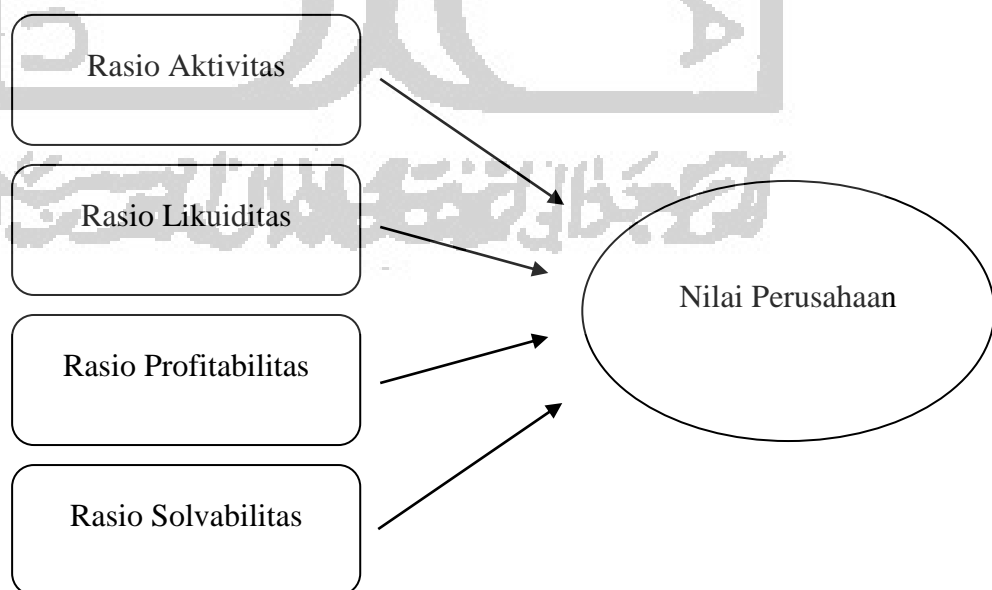 Rasio Aktivitas
Rasio Likuiditas
Rasio Profitabilitas
Rasio Solvabilitas
Nilai Perusahaan